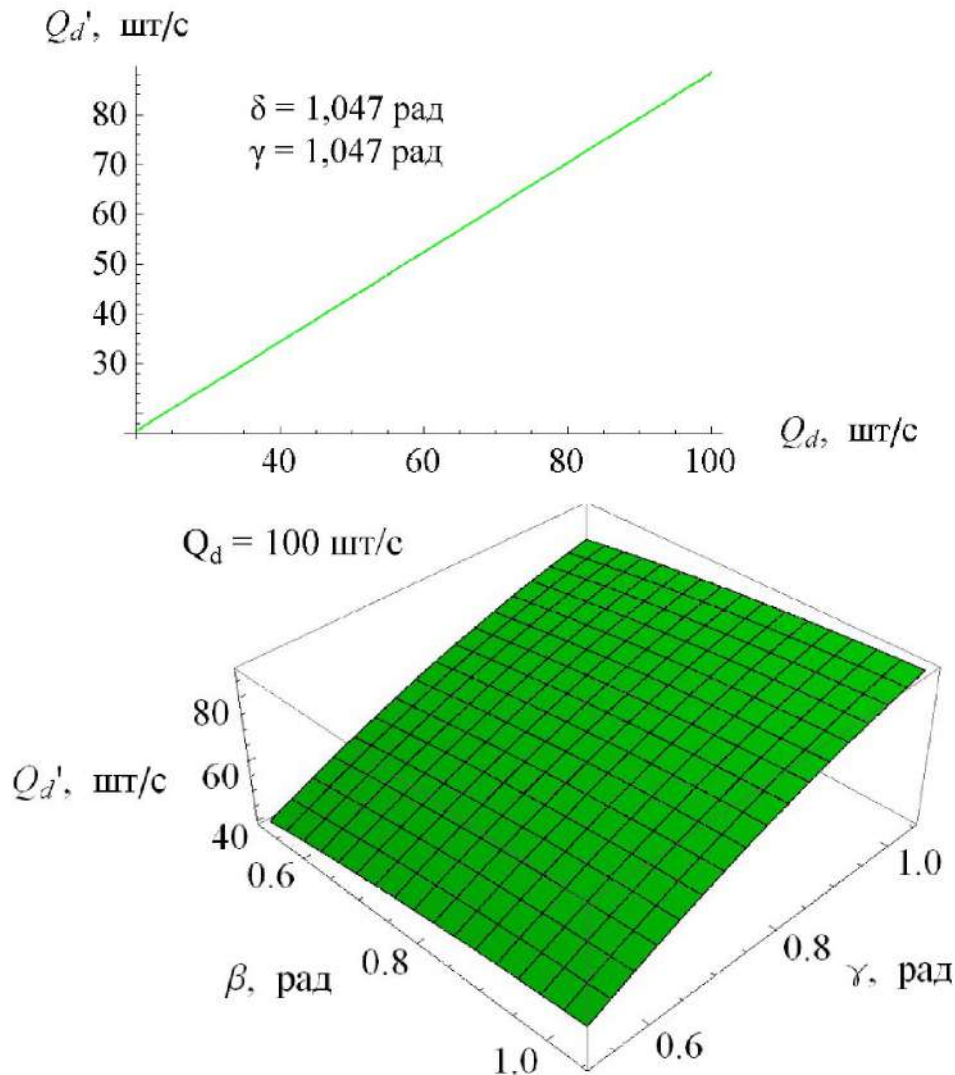 Q_d', шт/с
δ = 1,047 рад
γ = 1,047 рад
80
70
60
50
40
30
40
60
80
100
Q_d, шт/с
Q_d = 100 шт/с
80
60
40
Q_d', шт/с
0.6
0.8
1.0
β, рад
0.6
0.8
1.0
γ, рад